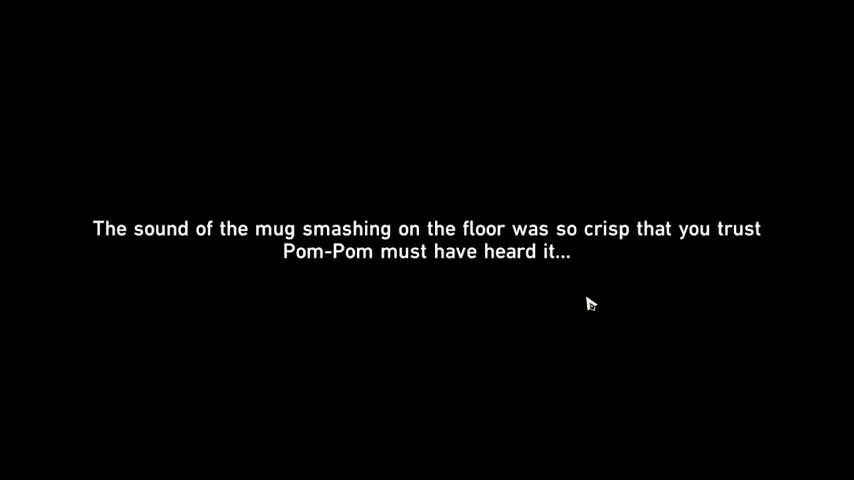 The sound of the mug smashing on the floor was so crisp that you trust
Pom-Pom must have heard it...